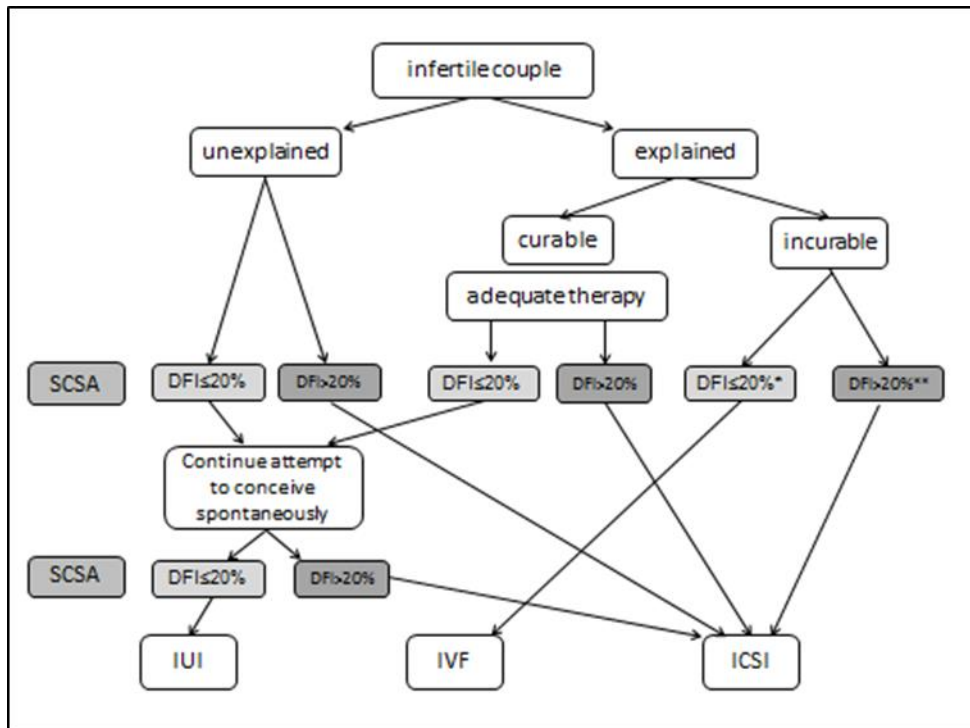 infertile couple
unexplained
explained
curable
incurable
adequate therapy
SCSA
DFI≤20%
DFI>20%
DFI≤20%
DFI>20%
DFI≤20%*
DFI>20%**
Continue attempt
to conceive
spontaneously
SCSA
DFI≤20%
DFI>20%
IUI
IVF
ICSI